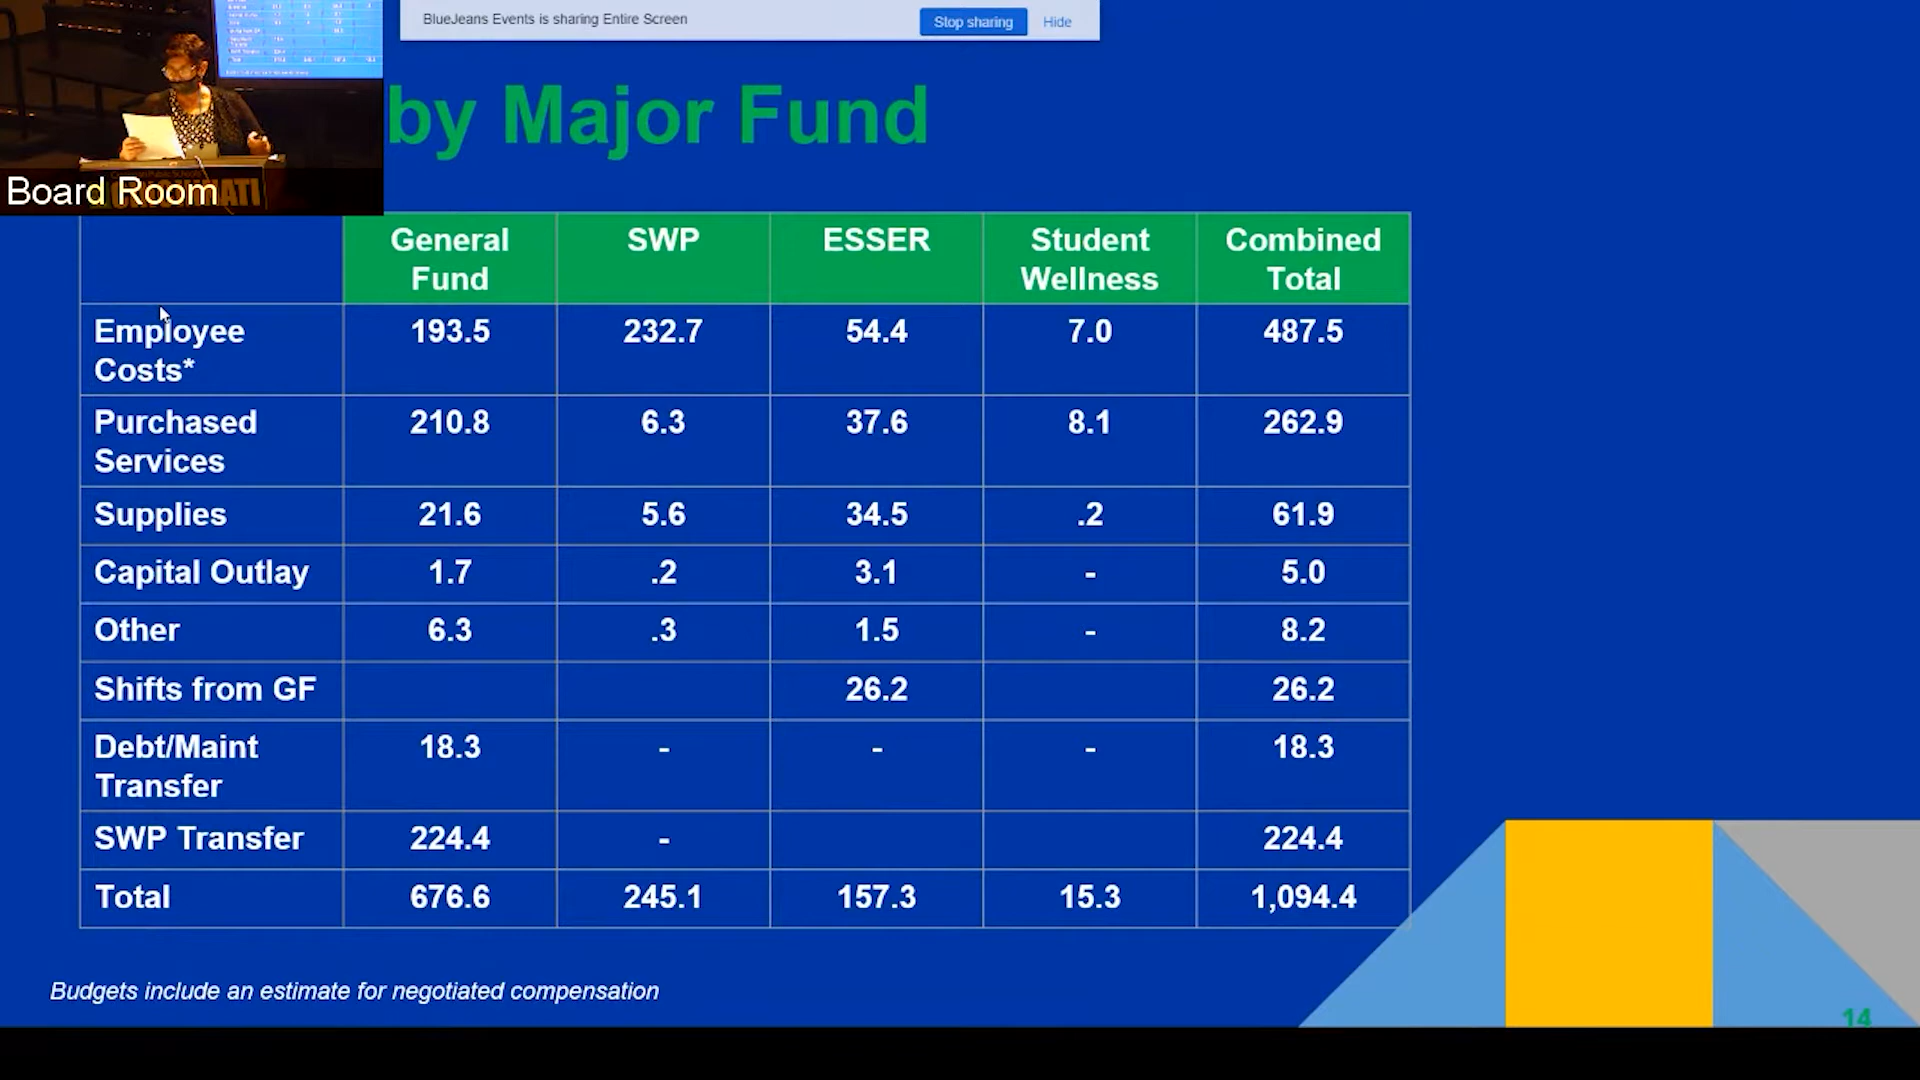 BlueJeans Events is sharing Entire Screen Stop sharing Hide
by Major Fund
Board Room
General Fund SWP ESSER Student Wellness Combined Total
Employee Costs* 193.5 232.7 54.4 7.0 487.5
Purchased Services 210.8 6.3 37.6 8.1 262.9
Supplies 21.6 5.6 34.5 .2 61.9
Capital Outlay 1.7 .2 3.1 - 5.0
Other 6.3 .3 1.5 - 8.2
Shifts from GF 26.2 26.2
Debt/Maint Transfer 18.3 - - - 18.3
SWP Transfer 224.4 - 224.4
Total 676.6 245.1 157.3 15.3 1,094.4
Budgets include an estimate for negotiated compensation
14